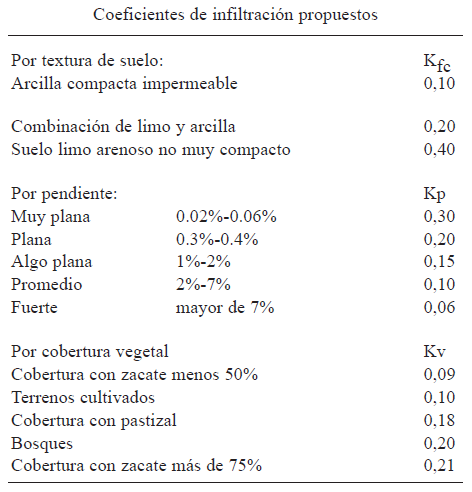 Coeficientes de infiltración propuestos
Por textura de suelo: Kfc
Arcilla compacta impermeable 0,10
Combinación de limo y arcilla 0,20
Suelo limo arenoso no muy compacto 0,40
Por pendiente: Kp
Muy plana 0.02%-0.06% 0,30
Plana 0.3%-0.4% 0,20
Algo plana 1%-2% 0,15
Promedio 2%-7% 0,10
Fuerte mayor de 7% 0,06
Por cobertura vegetal Kv
Cobertura con zacate menos 50% 0,09
Terrenos cultivados 0,10
Cobertura con pastizal 0,18
Bosques 0,20
Cobertura con zacate más de 75% 0,21